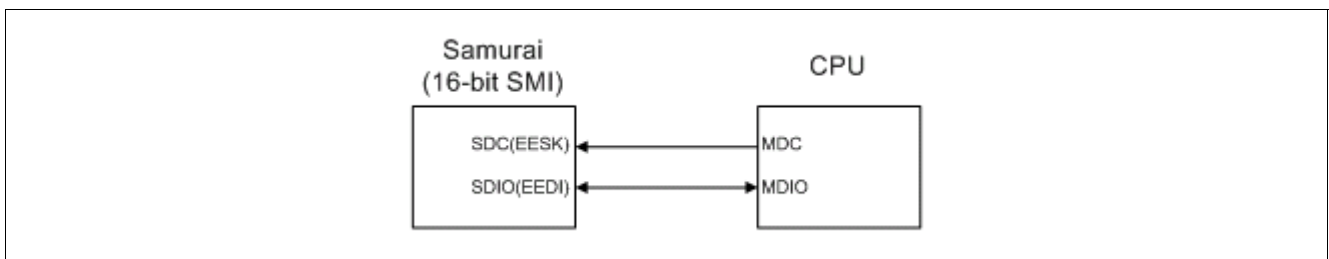 Samurai
(16-bit SMI)
CPU
SDC(EESK)
MDC
SDIO(EEDI)
MDIO